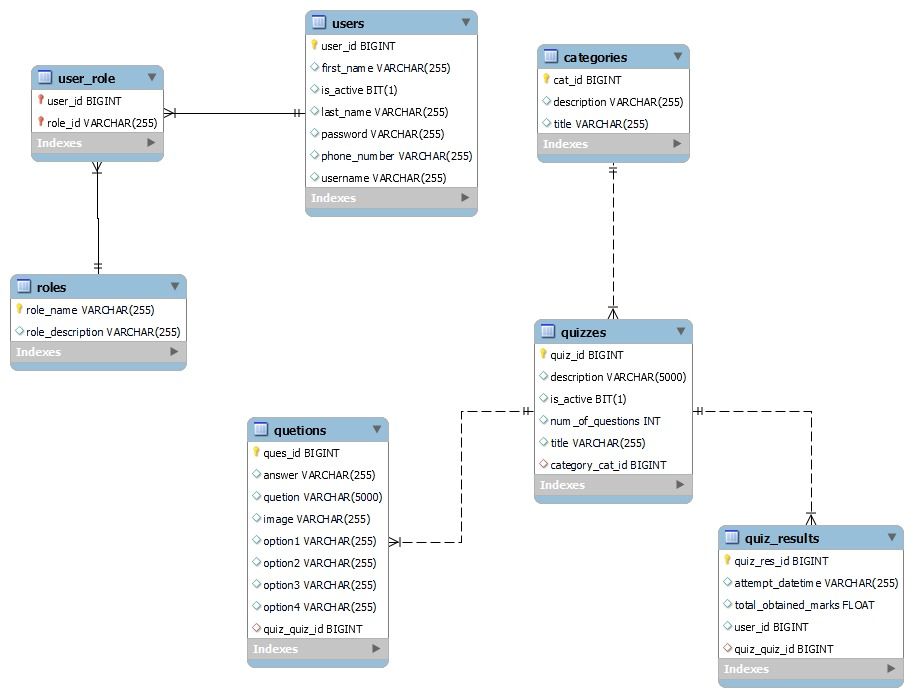 users
user_id BIGINT
first_name VARCHAR(255)
is_active BIT(1)
last_name VARCHAR(255)
password VARCHAR(255)
phone_number VARCHAR(255)
username VARCHAR(255)
Indexes
categories
cat_id BIGINT
description VARCHAR(255)
title VARCHAR(255)
Indexes
user_role
user_id BIGINT
role_id VARCHAR(255)
Indexes
roles
role_name VARCHAR(255)
role_description VARCHAR(255)
Indexes
quizzes
quiz_id BIGINT
description VARCHAR(5000)
is_active BIT(1)
num_of_questions INT
title VARCHAR(255)
category_cat_id BIGINT
Indexes
quetions
ques_id BIGINT
answer VARCHAR(255)
quetion VARCHAR(5000)
image VARCHAR(255)
option1 VARCHAR(255)
option2 VARCHAR(255)
option3 VARCHAR(255)
option4 VARCHAR(255)
quiz_quiz_id BIGINT
Indexes
quiz_results
quiz_res_id BIGINT
attempt_datetime VARCHAR(255)
total_obtained_marks FLOAT
user_id BIGINT
quiz_quiz_id BIGINT
Indexes